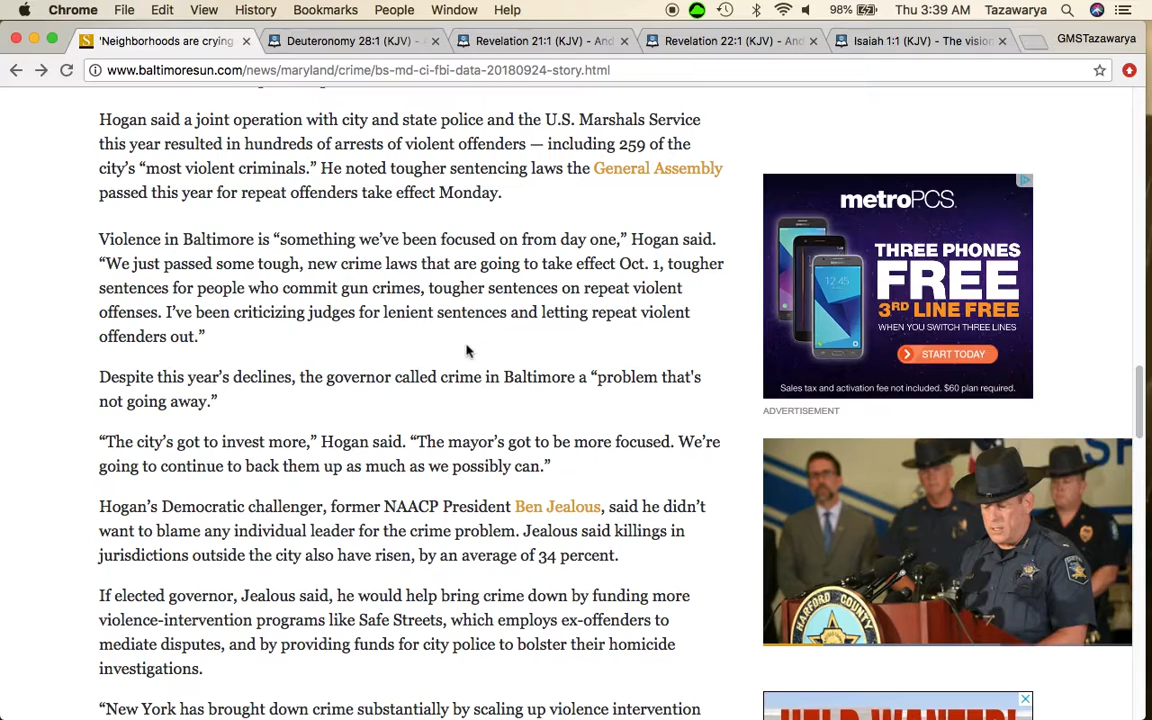 Chrome File Edit View History Bookmarks People Window Help 98% Thu 3:39 AM Tazawarya
'Neighborhoods are crying Deuteronomy 28:1 (KJV) - A Revelation 21:1 (KJV) - And Revelation 22:1 (KJV) - And Isaiah 1:1 (KJV) - The vision GMSTazawarya
www.baltimoresun.com/news/maryland/crime/bs-md-ci-fbi-data-20180924-story.html
Hogan said a joint operation with city and state police and the U.S. Marshals Service
this year resulted in hundreds of arrests of violent offenders — including 259 of the
city's “most violent criminals.” He noted tougher sentencing laws the General Assembly
passed this year for repeat offenders take effect Monday.
Violence in Baltimore is “something we’ve been focused on from day one,” Hogan said.
“We just passed some tough, new crime laws that are going to take effect Oct. 1, tougher
sentences for people who commit gun crimes, tougher sentences on repeat violent
offenses. I’ve been criticizing judges for lenient sentences and letting repeat violent
offenders out.”
Despite this year’s declines, the governor called crime in Baltimore a “problem that's
not going away.”
“The city’s got to invest more,” Hogan said. “The mayor’s got to be more focused. We’re
going to continue to back them up as much as we possibly can.”
Hogan’s Democratic challenger, former NAACP President Ben Jealous, said he didn’t
want to blame any individual leader for the crime problem. Jealous said killings in
jurisdictions outside the city also have risen, by an average of 34 percent.
If elected governor, Jealous said, he would help bring crime down by funding more
violence-intervention programs like Safe Streets, which employs ex-offenders to
mediate disputes, and by providing funds for city police to bolster their homicide
investigations.
“New York has brought down crime substantially by scaling up violence intervention
metroPCS.
THREE PHONES
FREE
3RD LINE FREE
WHEN YOU SWITCH THREE LINES
START TODAY
Sales tax and activation fee not included. $60 plan required.
ADVERTISEMENT
HARFORD COUNTY
HELP WANTED!